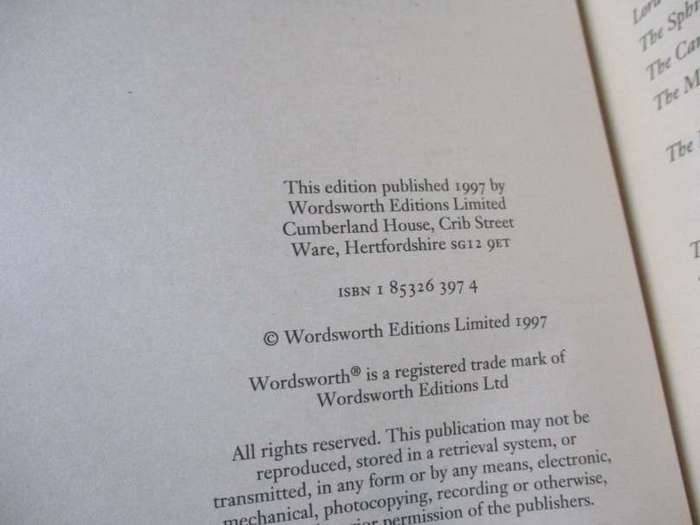 This edition published 1997 by
Wordsworth Editions Limited
Cumberland House, Crib Street
Ware, Hertfordshire SG12 9ET
ISBN 1 85326 397 4
© Wordsworth Editions Limited 1997
Wordsworth® is a registered trade mark of
Wordsworth Editions Ltd
All rights reserved. This publication may not be
reproduced, stored in a retrieval system, or
transmitted, in any form or by any means, electronic,
mechanical, photocopying, recording or otherwise,
permission of the publishers.
The
The
The
The